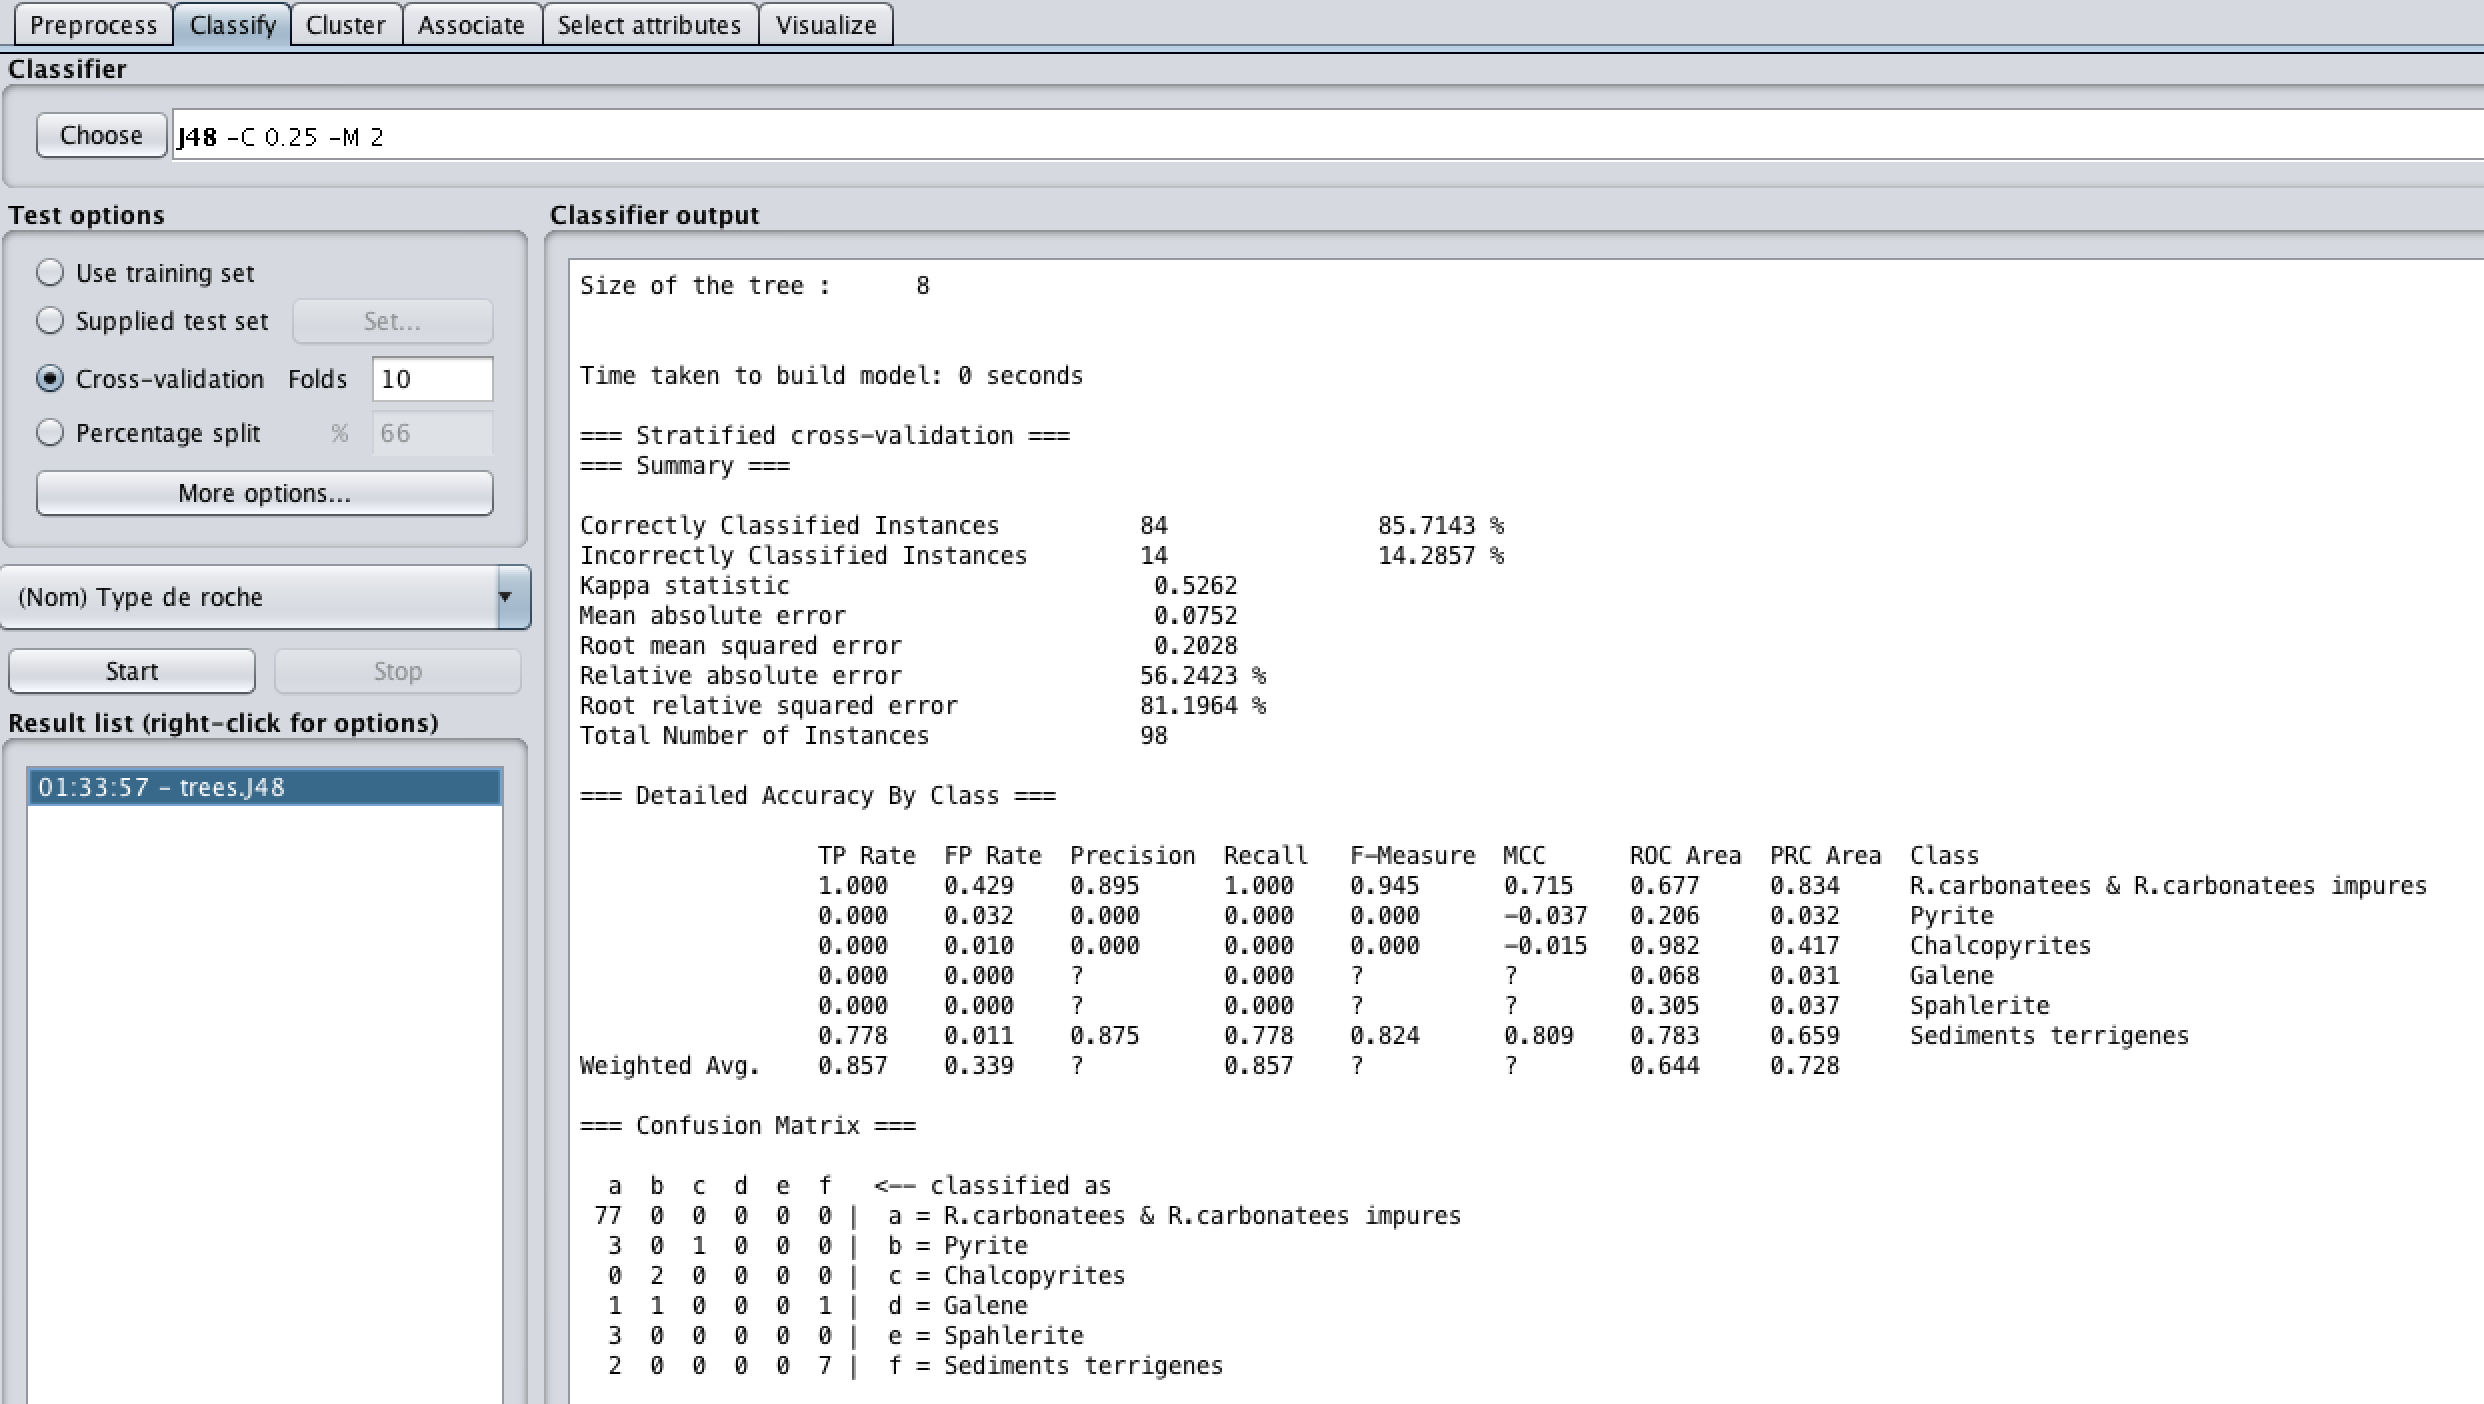 Preprocess Classify Cluster Associate Select attributes Visualize
Classifier
Choose J48 -C 0.25 -M 2
Test options
Use training set
Supplied test set Set...
Cross-validation Folds 10
Percentage split % 66
More options...
(Nom) Type de roche
Start Stop
Result list (right-click for options)
01:33:57 - trees.J48
Classifier output
Size of the tree : 8
Time taken to build model: 0 seconds
=== Stratified cross-validation ===
=== Summary ===
Correctly Classified Instances 84 85.7143 %
Incorrectly Classified Instances 14 14.2857 %
Kappa statistic 0.5262
Mean absolute error 0.0752
Root mean squared error 0.2028
Relative absolute error 56.2423 %
Root relative squared error 81.1964 %
Total Number of Instances 98
=== Detailed Accuracy By Class ===
TP Rate FP Rate Precision Recall F-Measure MCC ROC Area PRC Area Class
1.000 0.429 0.895 1.000 0.945 0.715 0.677 0.834 R.carbonatees & R.carbonatees impures
0.000 0.032 0.000 0.000 0.000 -0.037 0.206 0.032 Pyrite
0.000 0.010 0.000 0.000 0.000 -0.015 0.982 0.417 Chalcopyrites
0.000 0.000 ? 0.000 ? ? 0.068 0.031 Galene
0.000 0.000 ? 0.000 ? ? 0.305 0.037 Spahlerite
0.778 0.011 0.875 0.778 0.824 0.809 0.783 0.659 Sediments terrigenes
Weighted Avg. 0.857 0.339 ? 0.857 ? ? 0.644 0.728
=== Confusion Matrix ===
a b c d e f <-- classified as
77 0 0 0 0 0 | a = R.carbonatees & R.carbonatees impures
3 0 1 0 0 0 | b = Pyrite
0 2 0 0 0 0 | c = Chalcopyrites
1 1 0 0 0 1 | d = Galene
3 0 0 0 0 0 | e = Spahlerite
2 0 0 0 0 7 | f = Sediments terrigenes